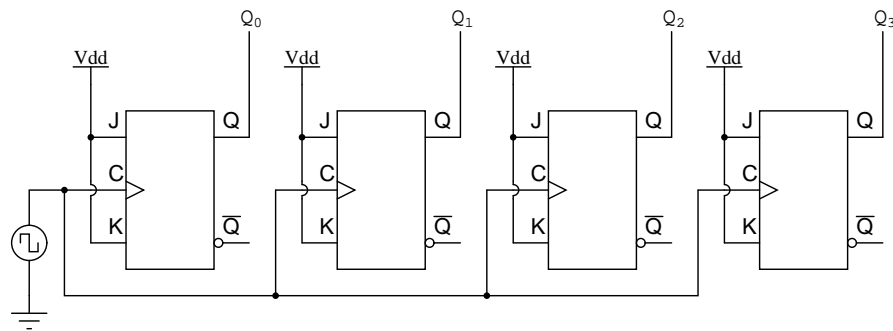 Q0 Q1 Q2 Q3
Vdd Vdd Vdd Vdd
J Q J Q J Q J Q
C C C C
K Q̅ K Q̅ K Q̅ K Q̅